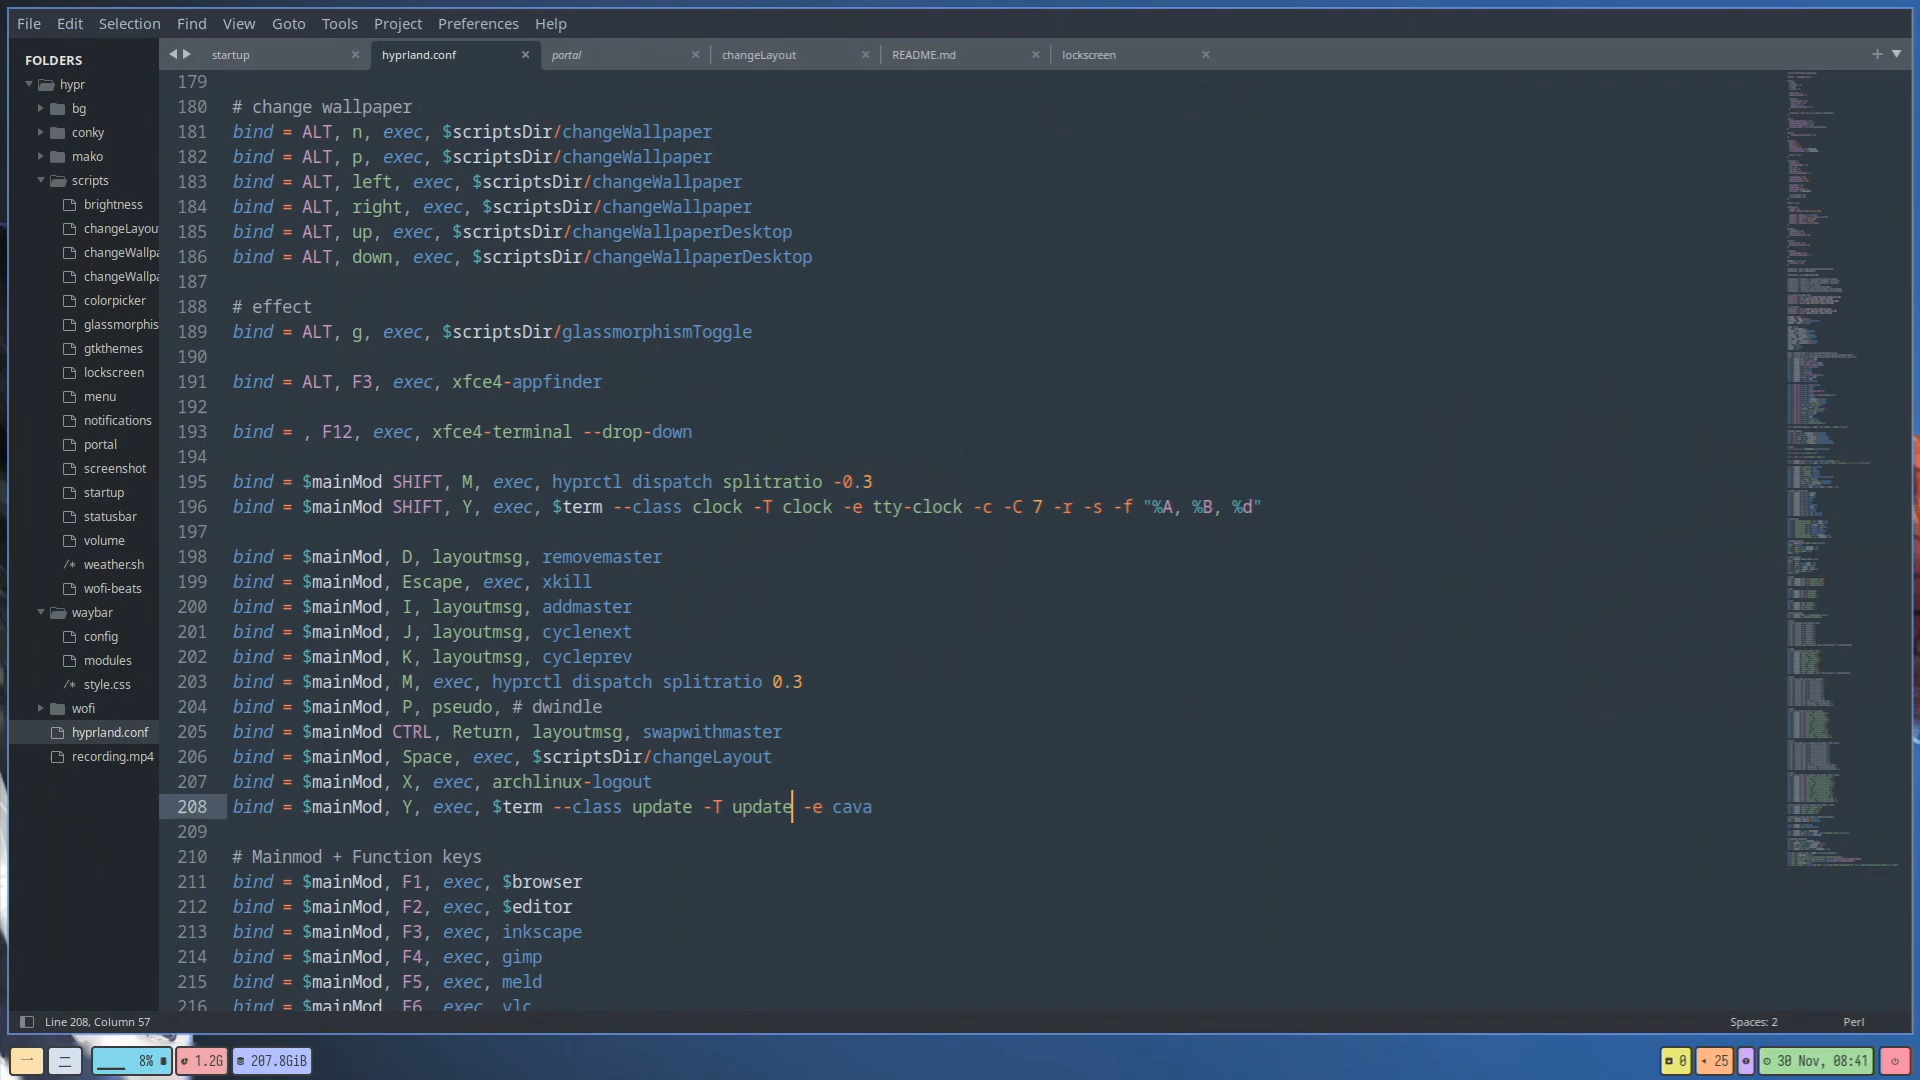 File Edit Selection Find View Goto Tools Project Preferences Help
startup × hyprland.conf × portal × changeLayout × README.md × lockscreen ×
FOLDERS
hypr
bg
conky
mako
scripts
brightness
changeLayou
changeWallpa
changeWallpa
colorpicker
glassmorphis
gtkthemes
lockscreen
menu
notifications
portal
screenshot
startup
statusbar
volume
/* weather.sh
wofi-beats
waybar
config
modules
/* style.css
wofi
hyprland.conf
recording.mp4
179
180 # change wallpaper
181 bind = ALT, n, exec, $scriptsDir/changeWallpaper
182 bind = ALT, p, exec, $scriptsDir/changeWallpaper
183 bind = ALT, left, exec, $scriptsDir/changeWallpaper
184 bind = ALT, right, exec, $scriptsDir/changeWallpaper
185 bind = ALT, up, exec, $scriptsDir/changeWallpaperDesktop
186 bind = ALT, down, exec, $scriptsDir/changeWallpaperDesktop
187
188 # effect
189 bind = ALT, g, exec, $scriptsDir/glassmorphismToggle
190
191 bind = ALT, F3, exec, xfce4-appfinder
192
193 bind = , F12, exec, xfce4-terminal --drop-down
194
195 bind = $mainMod SHIFT, M, exec, hyprctl dispatch splitratio -0.3
196 bind = $mainMod SHIFT, Y, exec, $term --class clock -T clock -e tty-clock -c -C 7 -r -s -f "%A, %B, %d"
197
198 bind = $mainMod, D, layoutmsg, removemaster
199 bind = $mainMod, Escape, exec, xkill
200 bind = $mainMod, I, layoutmsg, addmaster
201 bind = $mainMod, J, layoutmsg, cyclenext
202 bind = $mainMod, K, layoutmsg, cycleprev
203 bind = $mainMod, M, exec, hyprctl dispatch splitratio 0.3
204 bind = $mainMod, P, pseudo, # dwindle
205 bind = $mainMod CTRL, Return, layoutmsg, swapwithmaster
206 bind = $mainMod, Space, exec, $scriptsDir/changeLayout
207 bind = $mainMod, X, exec, archlinux-logout
208 bind = $mainMod, Y, exec, $term --class update -T update -e cava
209
210 # Mainmod + Function keys
211 bind = $mainMod, F1, exec, $browser
212 bind = $mainMod, F2, exec, $editor
213 bind = $mainMod, F3, exec, inkscape
214 bind = $mainMod, F4, exec, gimp
215 bind = $mainMod, F5, exec, meld
216 bind = $mainMod, F6, exec, vlc
Line 208, Column 57 Spaces: 2 Perl
一 二 8% 1.2G 207.8GiB 0 25 30 Nov, 08:41